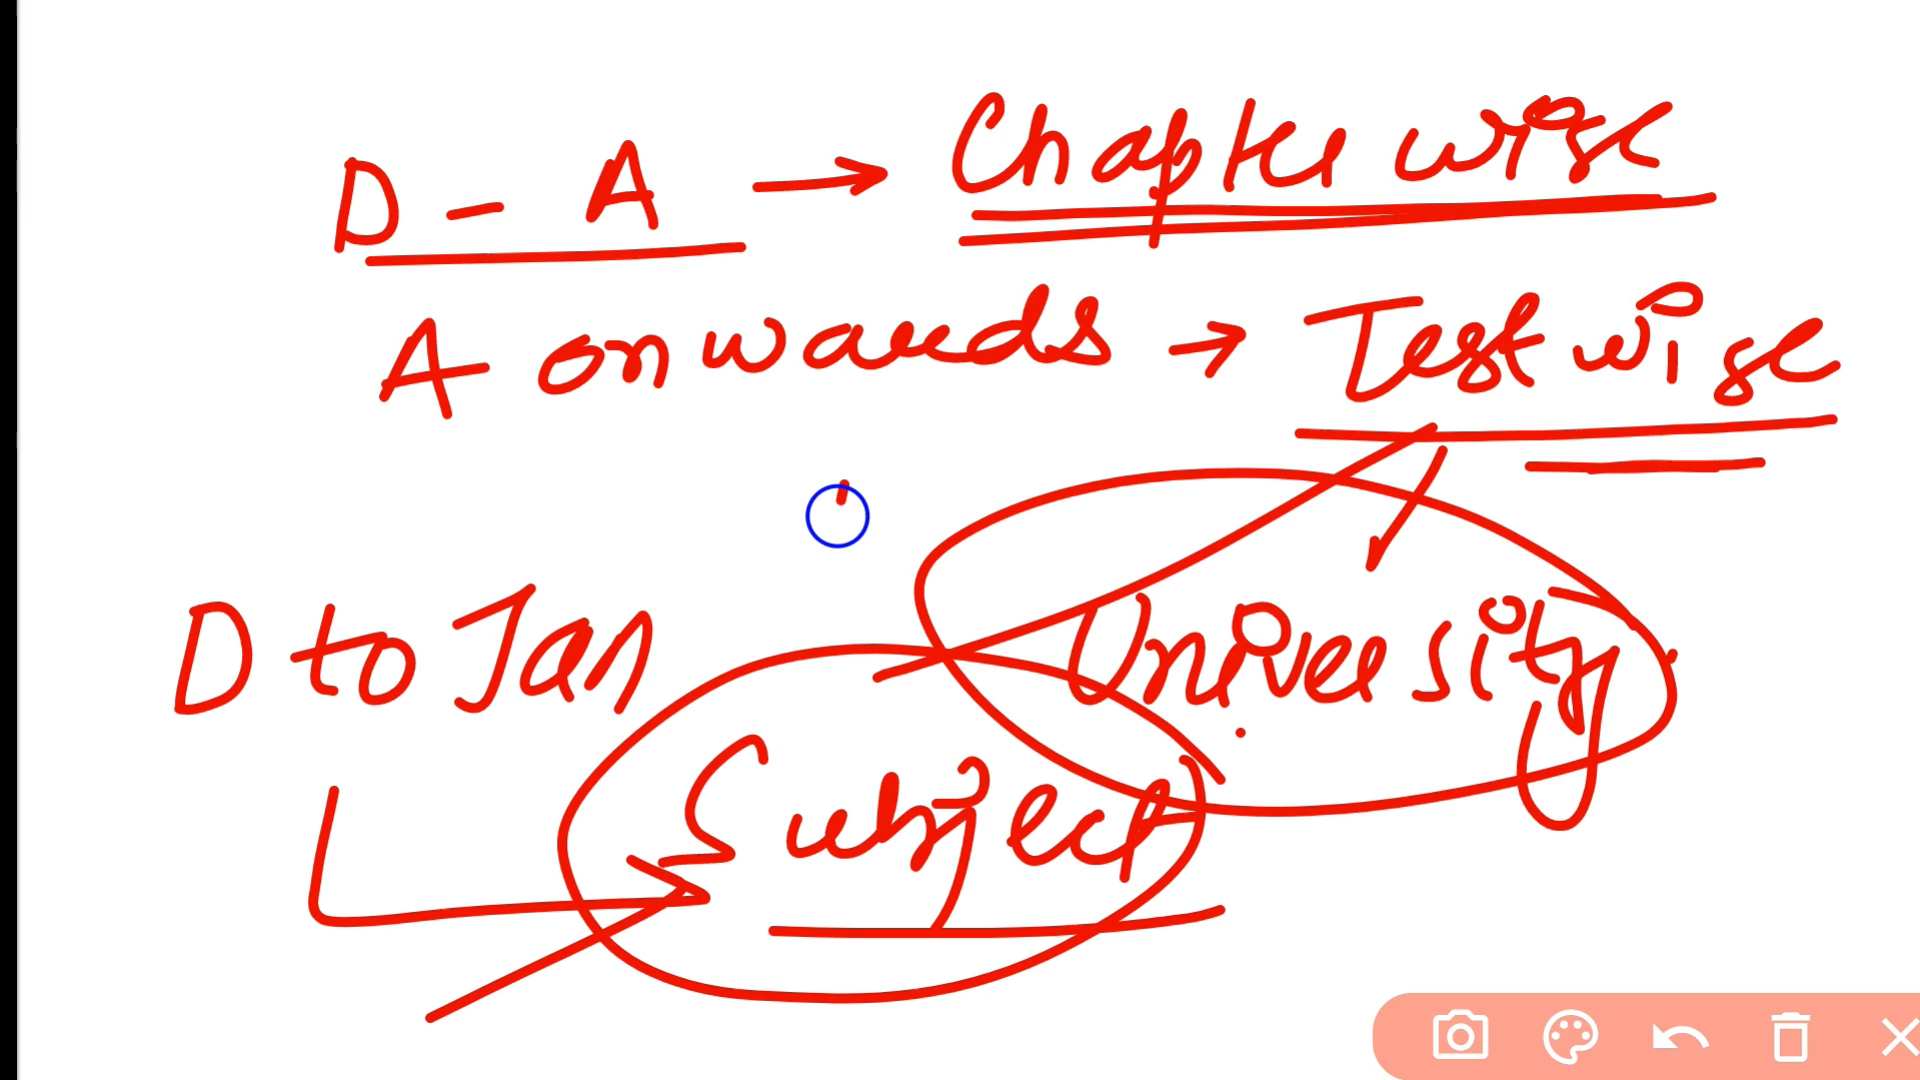 D - A → Chapter wise
A onwards → Test wise
D to Jan
University
Subject